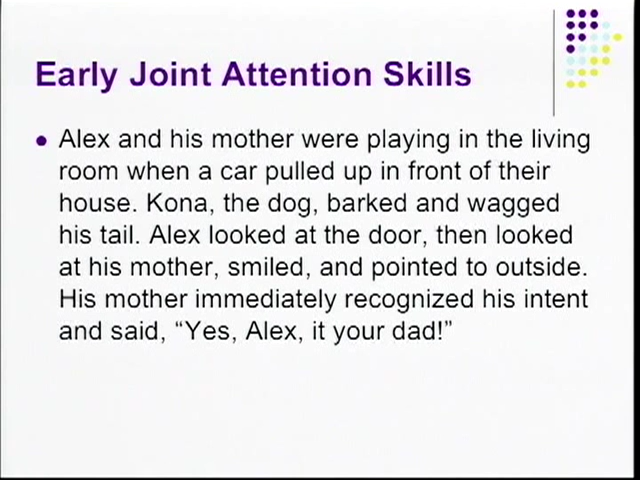 Early Joint Attention Skills
Alex and his mother were playing in the living
room when a car pulled up in front of their
house. Kona, the dog, barked and wagged
his tail. Alex looked at the door, then looked
at his mother, smiled, and pointed to outside.
His mother immediately recognized his intent
and said, “Yes, Alex, it your dad!”